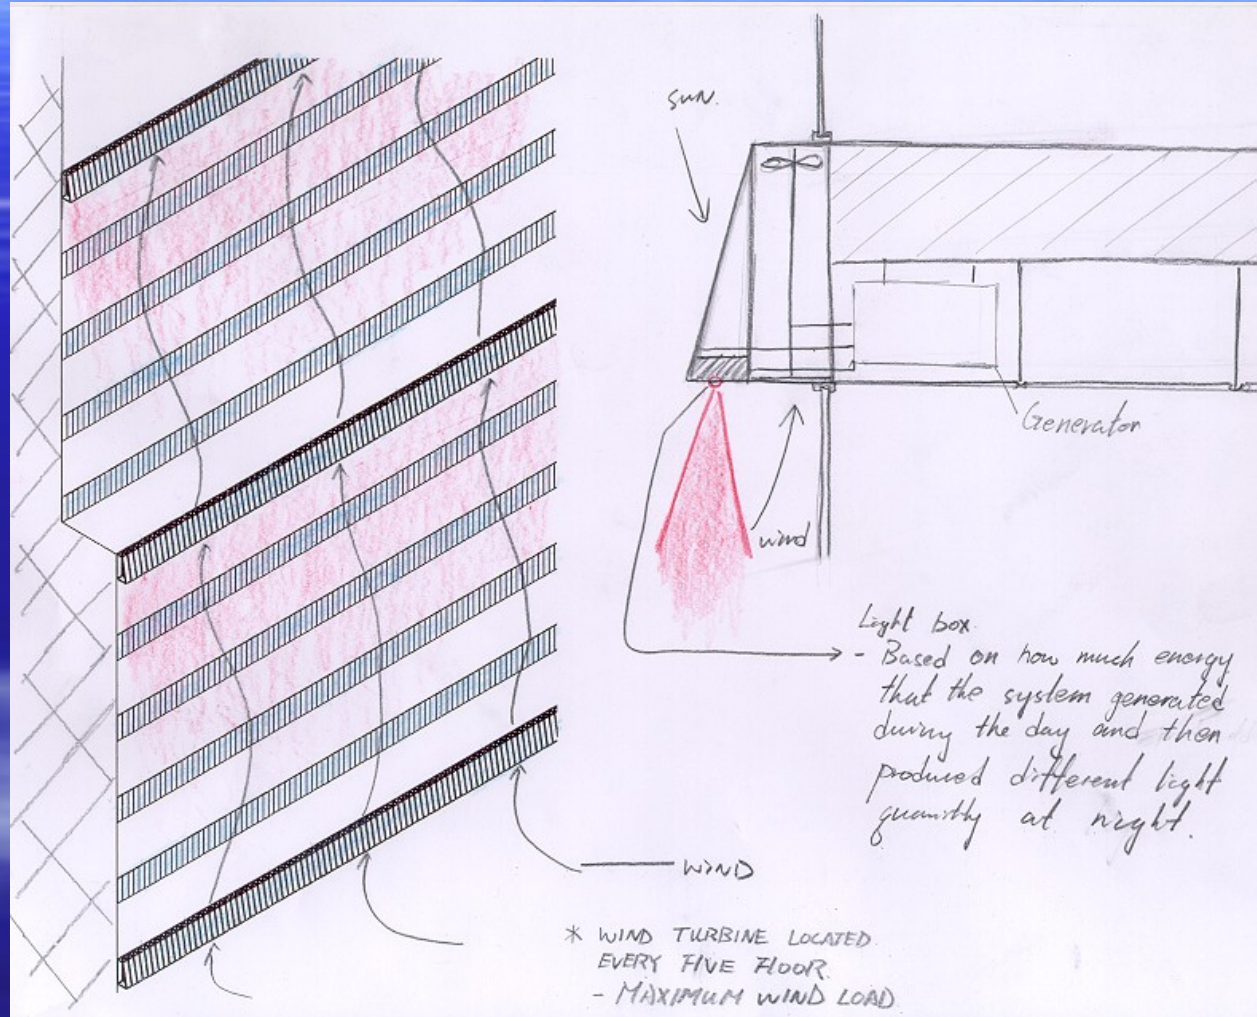 SUN.
Generator
wind
Light box.
- Based on how much energy
that the system generated
during the day and then
produced different light
quantity at night.
WIND
* WIND TURBINE LOCATED
EVERY FIVE FLOOR.
- MAXIMUM WIND LOAD